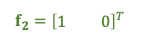 f₂ = [1 0]ᵀ